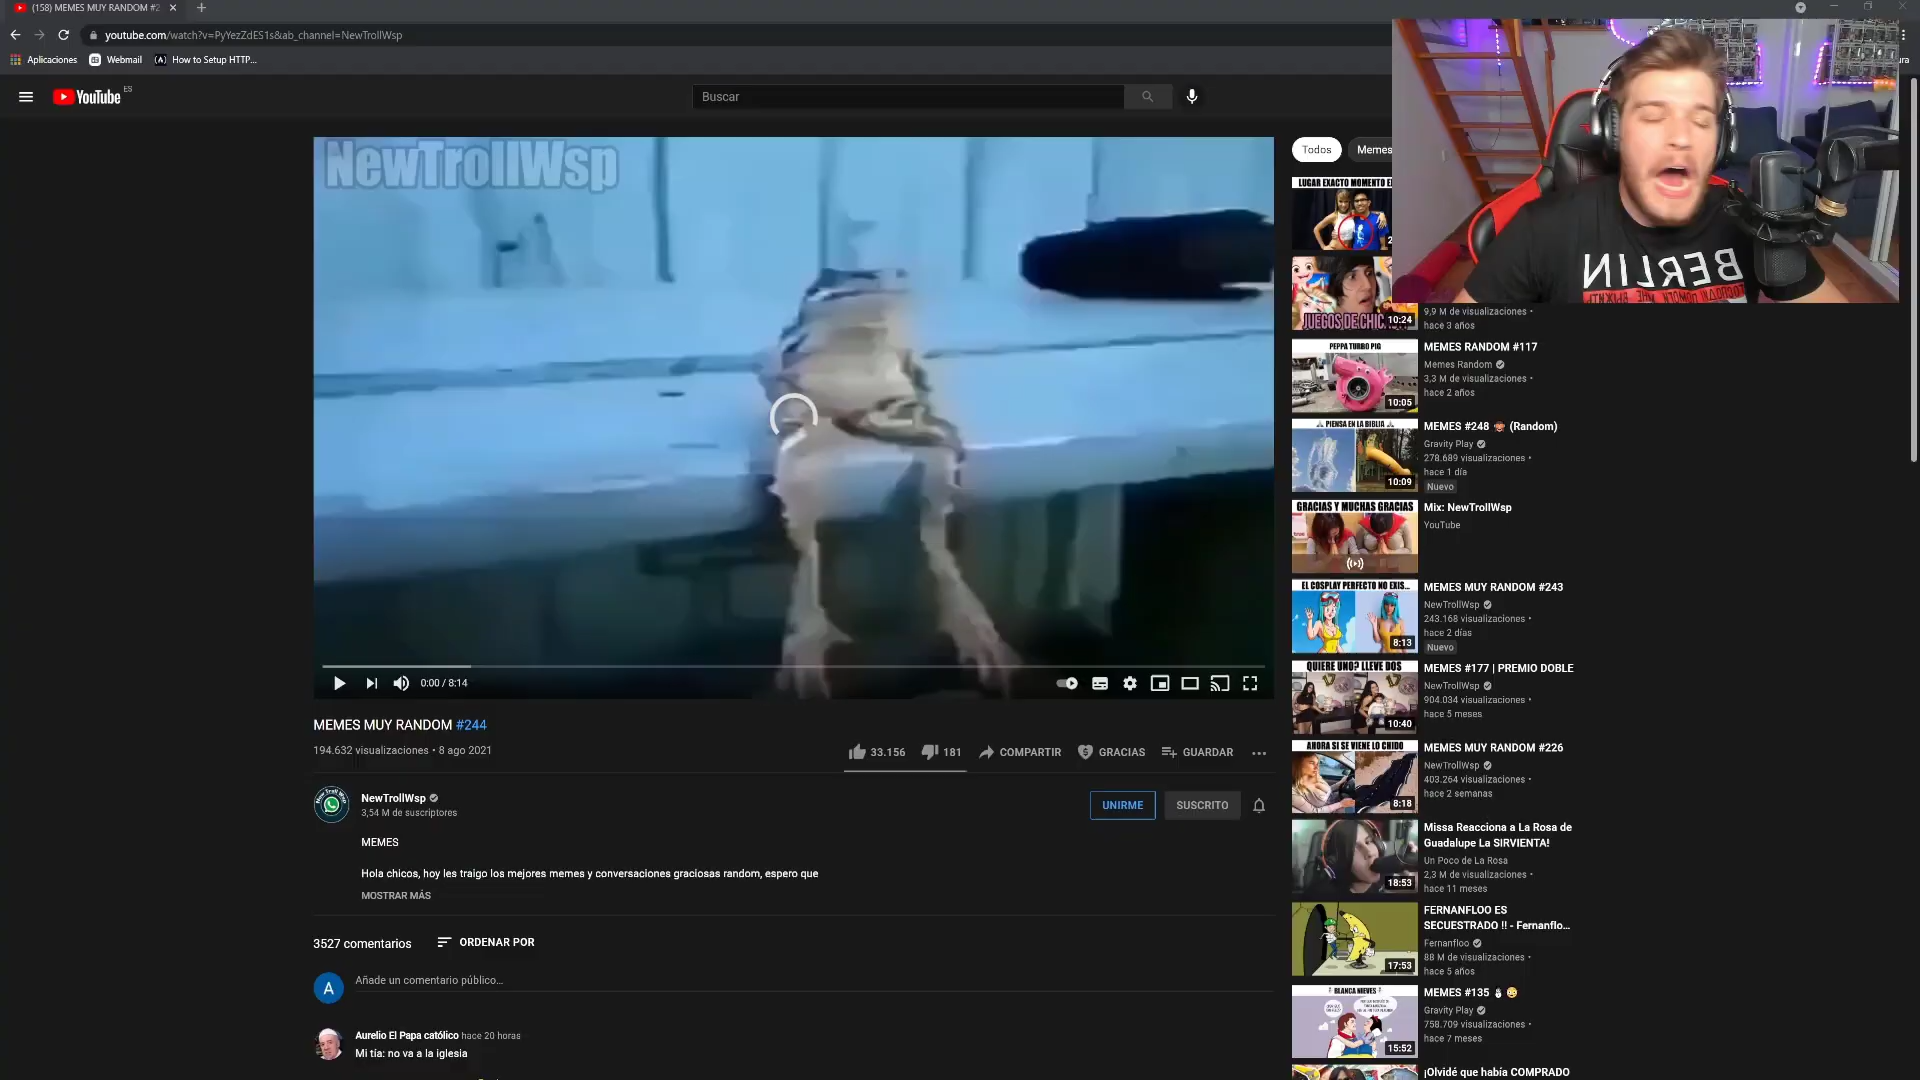 (158) MEMES MUY RANDOM #2
youtube.com/watch?v=PyYezZdES1s&ab_channel=NewTrollWsp
Aplicaciones
Webmail
How to Setup HTTP...
YouTube ES
Buscar
NewTrollWsp
0:00 / 8:14
MEMES MUY RANDOM #244
194.632 visualizaciones • 8 ago 2021
33.156
181
COMPARTIR
GRACIAS
GUARDAR
NewTrollWsp
3,54 M de suscriptores
UNIRME
SUSCRITO
MEMES
Hola chicos, hoy les traigo los mejores memes y conversaciones graciosas random, espero que
MOSTRAR MÁS
3527 comentarios
ORDENAR POR
A
Añade un comentario público...
Aurelio El Papa católico hace 20 horas
Mi tía: no va a la iglesia
Todos
Memes
LUGAR EXACTO MOMENTO E
JUEGOS DE CHIC
10:24
9,9 M de visualizaciones •
hace 3 años
PEPPA TURBO PIG
10:05
MEMES RANDOM #117
Memes Random
3,3 M de visualizaciones •
hace 2 años
PIENSA EN LA BIBLIA
10:09
MEMES #248 (Random)
Gravity Play
278.689 visualizaciones •
hace 1 día
Nuevo
GRACIAS Y MUCHAS GRACIAS
Mix: NewTrollWsp
YouTube
EL COSPLAY PERFECTO NO EXIS...
8:13
MEMES MUY RANDOM #243
NewTrollWsp
243.168 visualizaciones •
hace 2 días
Nuevo
QUIERE UNO? LLEVE DOS
10:40
MEMES #177 | PREMIO DOBLE
NewTrollWsp
904.034 visualizaciones •
hace 5 meses
AHORA SI SE VIENE LO CHIDO
8:18
MEMES MUY RANDOM #226
NewTrollWsp
403.264 visualizaciones •
hace 2 semanas
18:53
Missa Reacciona a La Rosa de
Guadalupe La SIRVIENTA!
Un Poco de La Rosa
2,3 M de visualizaciones •
hace 11 meses
17:53
FERNANFLOO ES
SECUESTRADO !! - Fernanflo...
Fernanfloo
88 M de visualizaciones •
hace 5 años
BLANCA NIEVES
15:52
MEMES #135
Gravity Play
758.709 visualizaciones •
hace 7 meses
¡Olvidé que había COMPRADO
BERLIN